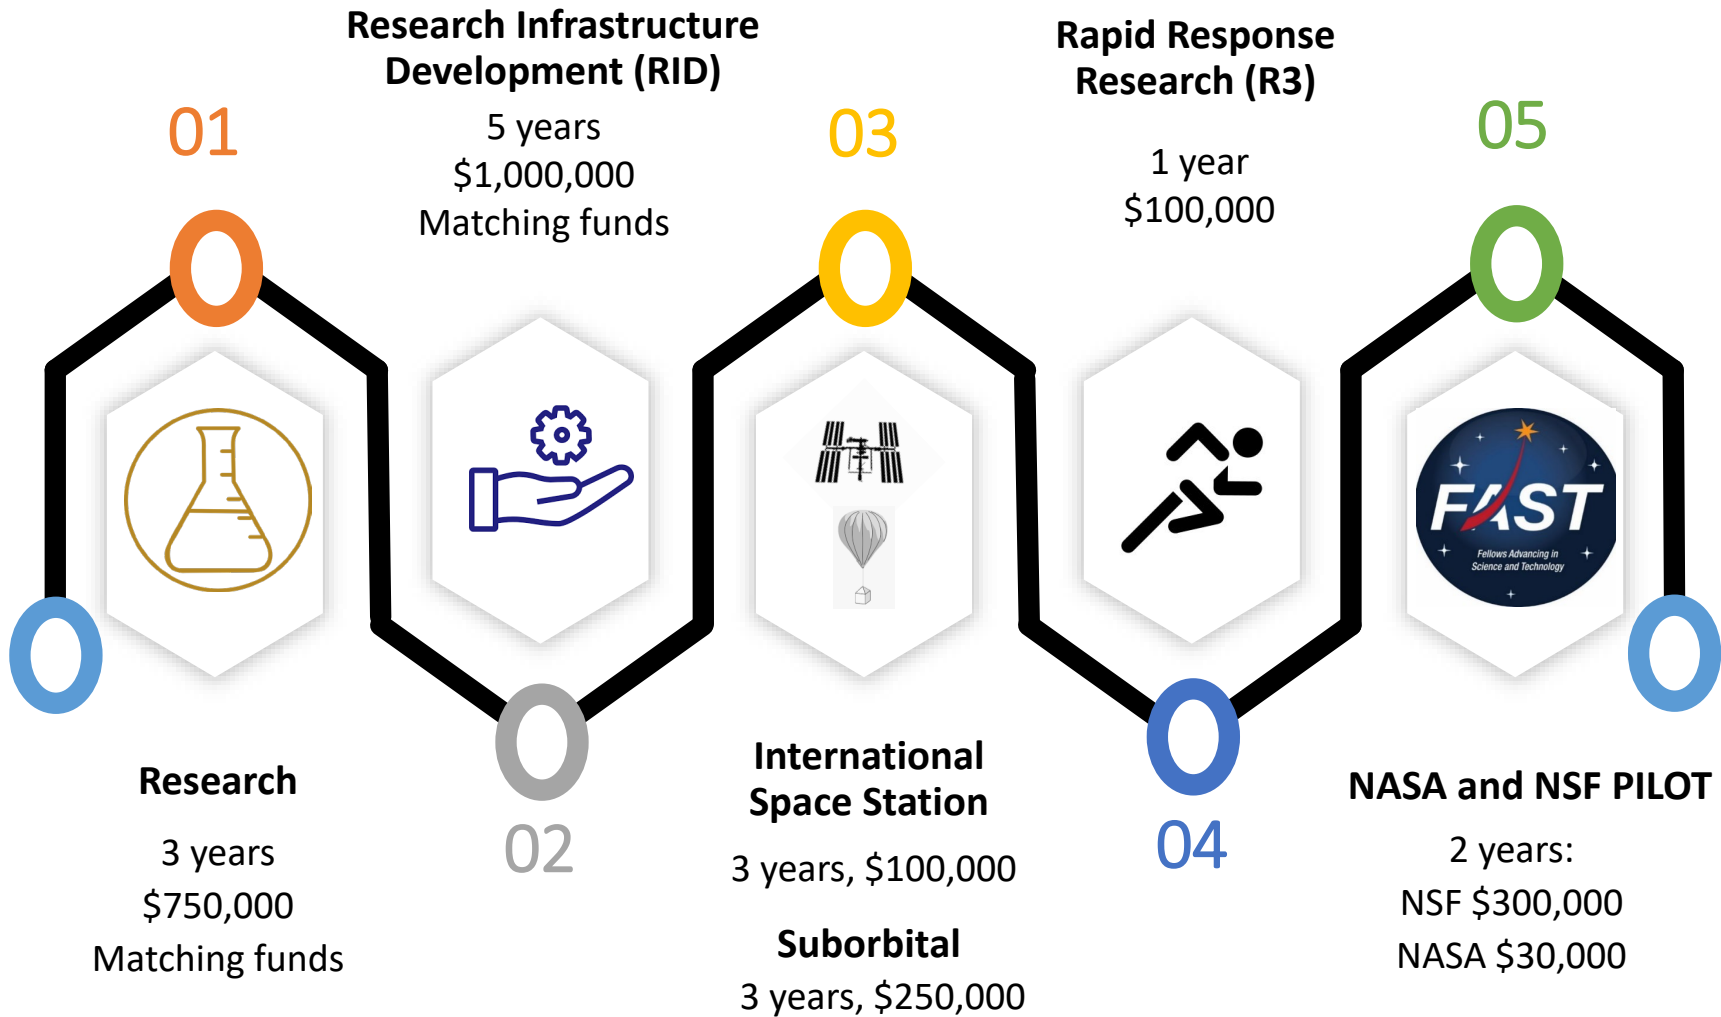 01
Research
3 years
$750,000
Matching funds
Research Infrastructure
Development (RID)
5 years
$1,000,000
Matching funds
02
03
International
Space Station
3 years, $100,000
Suborbital
3 years, $250,000
Rapid Response
Research (R3)
1 year
$100,000
04
05
FAST
Fellows Advancing in
Science and Technology
NASA and NSF PILOT
2 years:
NSF $300,000
NASA $30,000